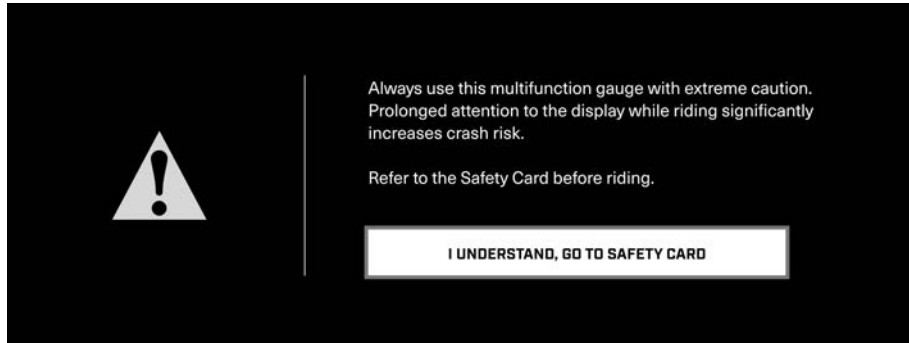 Always use this multifunction gauge with extreme caution.
Prolonged attention to the display while riding significantly
increases crash risk.
Refer to the Safety Card before riding.
I UNDERSTAND, GO TO SAFETY CARD